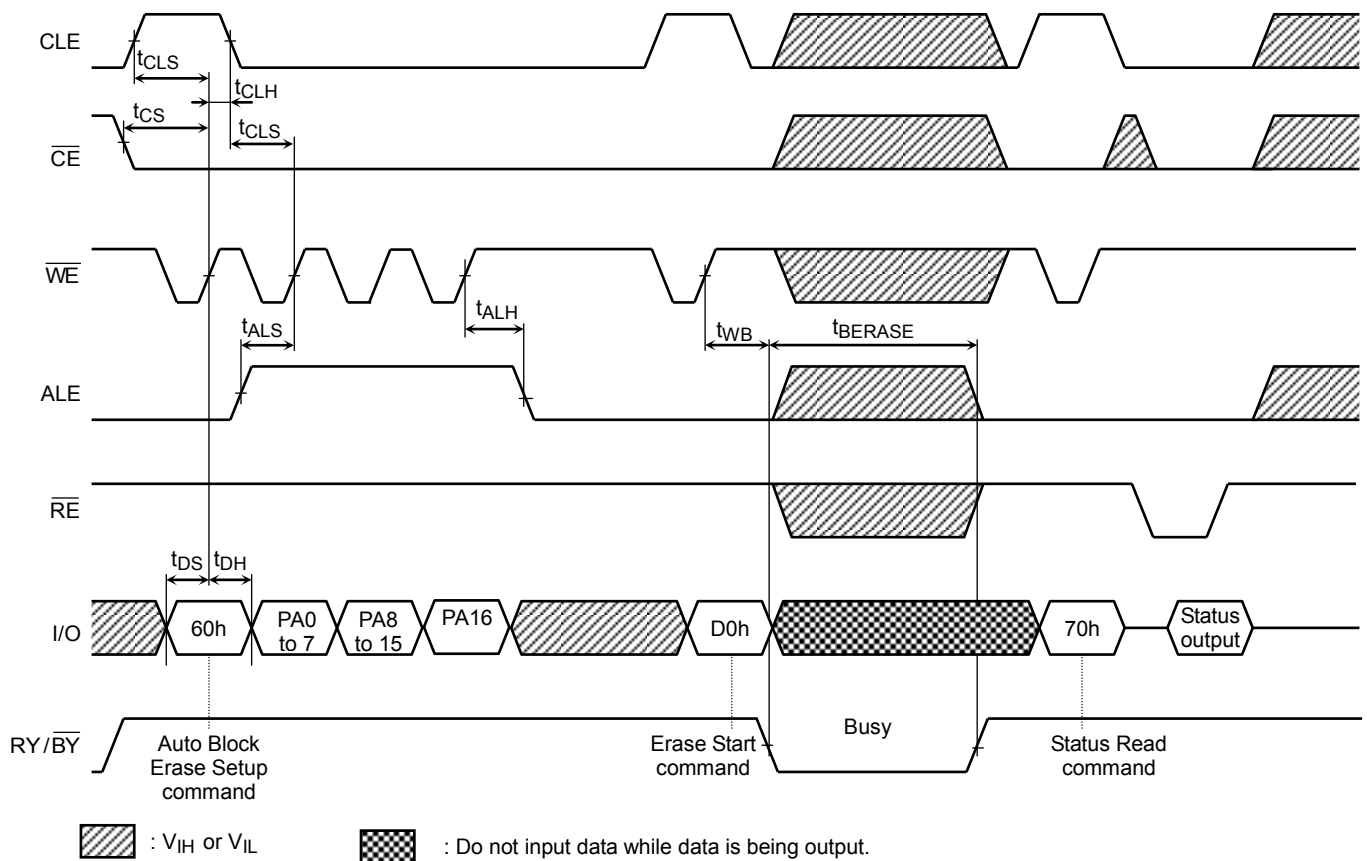 CLE
tCLS
tCLH
tCS
tCLS
CE
WE
tALS
tALH
tWB
tBERASE
ALE
RE
tDS
tDH
I/O
60h
PA0
to 7
PA8
to 15
PA16
D0h
70h
Status
output
RY/BY
Busy
Auto Block
Erase Setup
command
Erase Start
command
Status Read
command
: VIH or VIL
: Do not input data while data is being output.